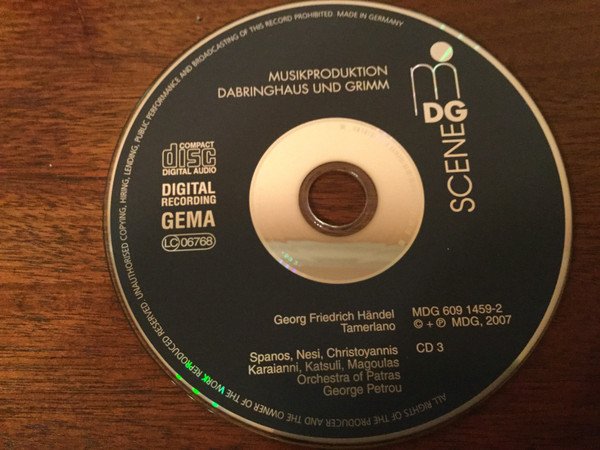 UNAUTHORISED COPYING, HIRING, LENDING, PUBLIC PERFORMANCE AND BROADCASTING OF THIS RECORD PROHIBITED MADE IN GERMANY
MUSIKPRODUKTION
DABRINGHAUS UND GRIMM
MDG
SCENE
COMPACT
disc
DIGITAL AUDIO
DIGITAL
RECORDING
GEMA
LC 06768
Georg Friedrich Händel
Tamerlano
MDG 609 1459-2
© + ℗ MDG, 2007
Spanos, Nesi, Christoyannis
Karaianni, Katsuli, Magoulas
Orchestra of Patras
George Petrou
CD 3
ALL RIGHTS OF THE PRODUCER AND THE OWNER OF THE WORK REPRODUCED RESERVED